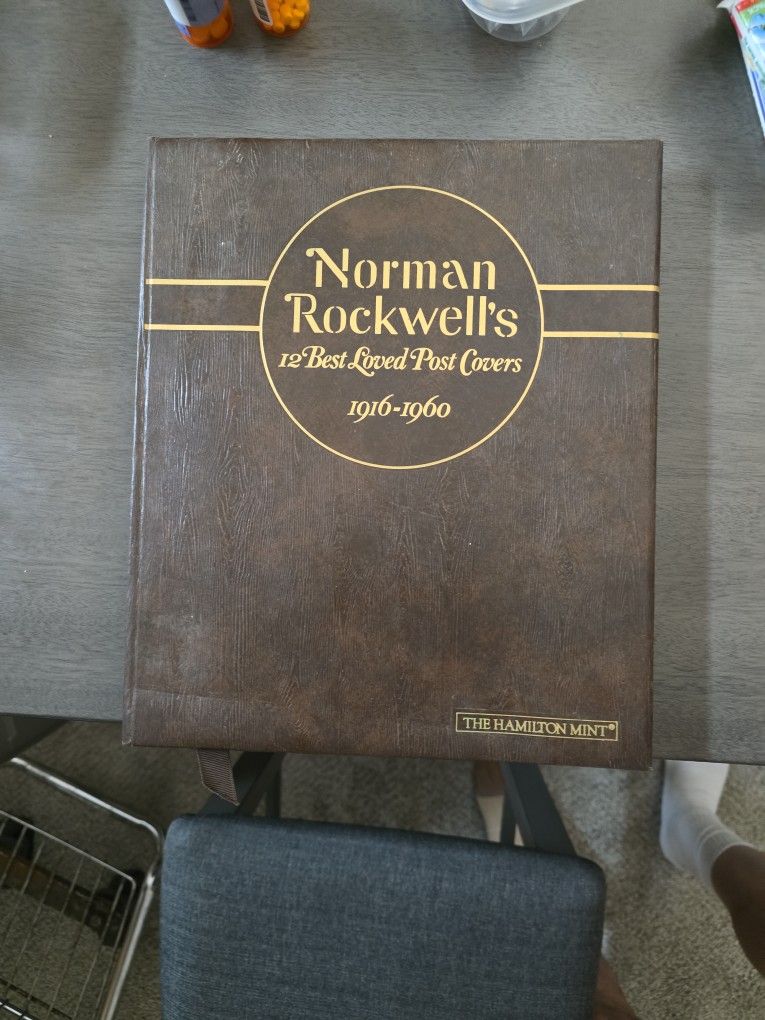 Norman
Rockwell's
12 Best Loved Post Covers
1916-1960
THE HAMILTON MINT®